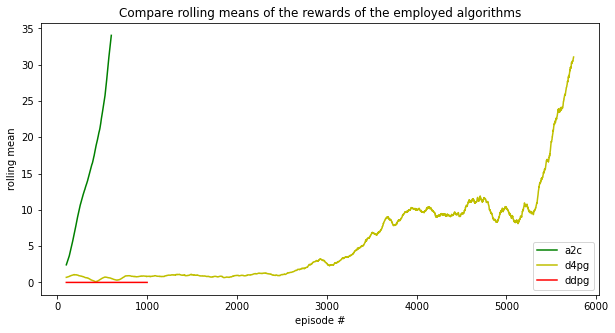 Compare rolling means of the rewards of the employed algorithms
35
30
25
20
15
10
5
0
rolling mean
0 1000 2000 3000 4000 5000 6000
episode #
a2c
d4pg
ddpg